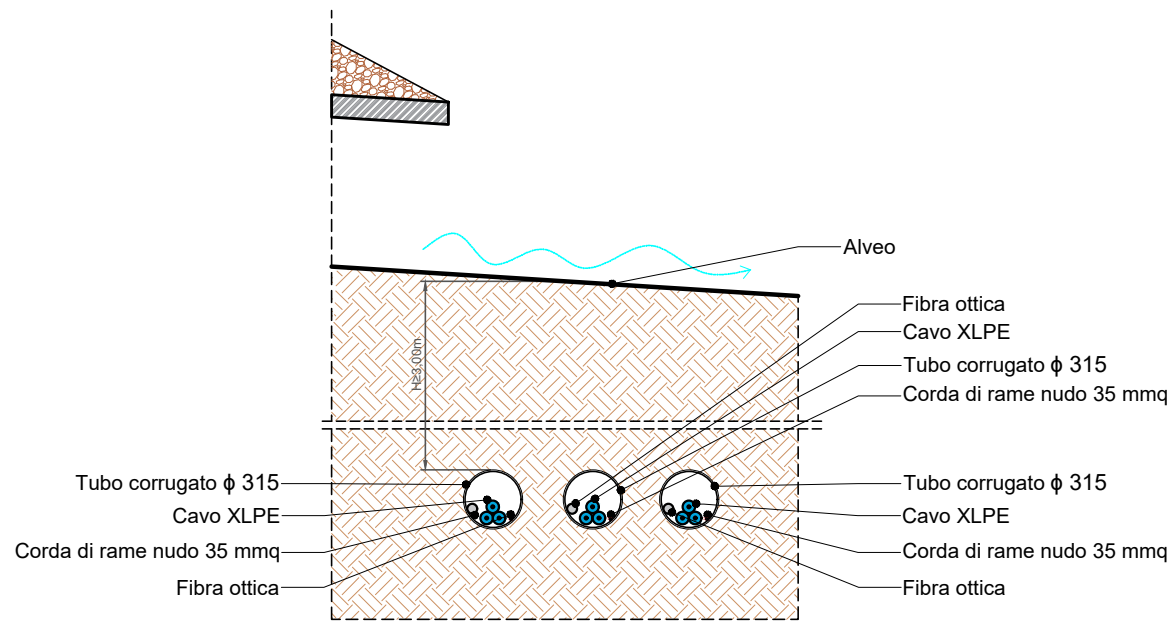 Alveo
Fibra ottica
Cavo XLPE
Tubo corrugato ϕ 315
Corda di rame nudo 35 mmq
H≥3,00m
Tubo corrugato ϕ 315
Cavo XLPE
Corda di rame nudo 35 mmq
Fibra ottica
Tubo corrugato ϕ 315
Cavo XLPE
Corda di rame nudo 35 mmq
Fibra ottica